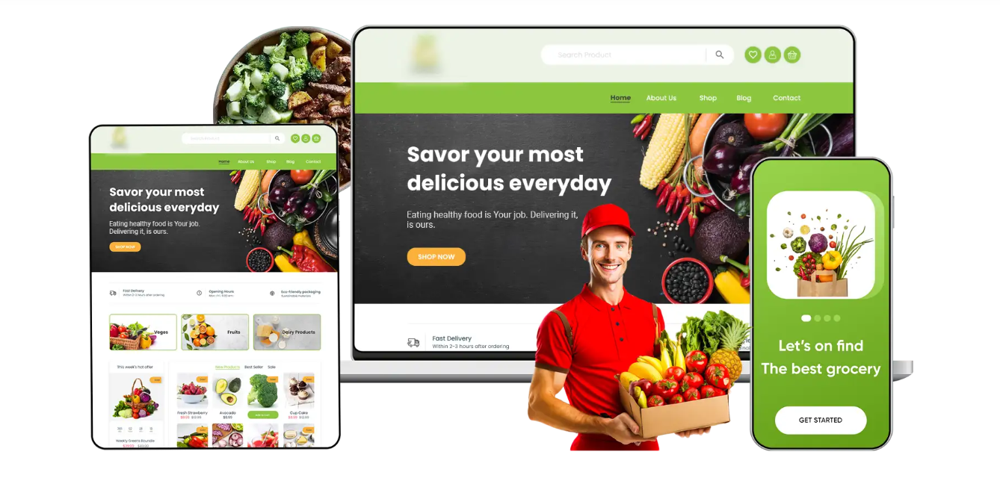 Search Product
Home About Us Shop Blog Contact
Savor your most
delicious everyday
Eating healthy food is Your job. Delivering it,
is ours.
SHOP NOW
Fast Delivery
Within 2-3 hours after ordering
Search Product
Home About Us Shop Blog Contact
Savor your most
delicious everyday
Eating healthy food is Your job.
Delivering it, is ours.
SHOP NOW
Fast Delivery
Within 2-3 hours after ordering
Opening Hours
Eco-friendly packaging
Sustainable materials
Veges
Fruits
Dairy Products
This week's hot offer
New Products Best Seller Sale
Fresh Strawberry
Avocado
$8.99
Cup Cake
Weekly Greens Bundle
Let's on find
The best grocery
GET STARTED